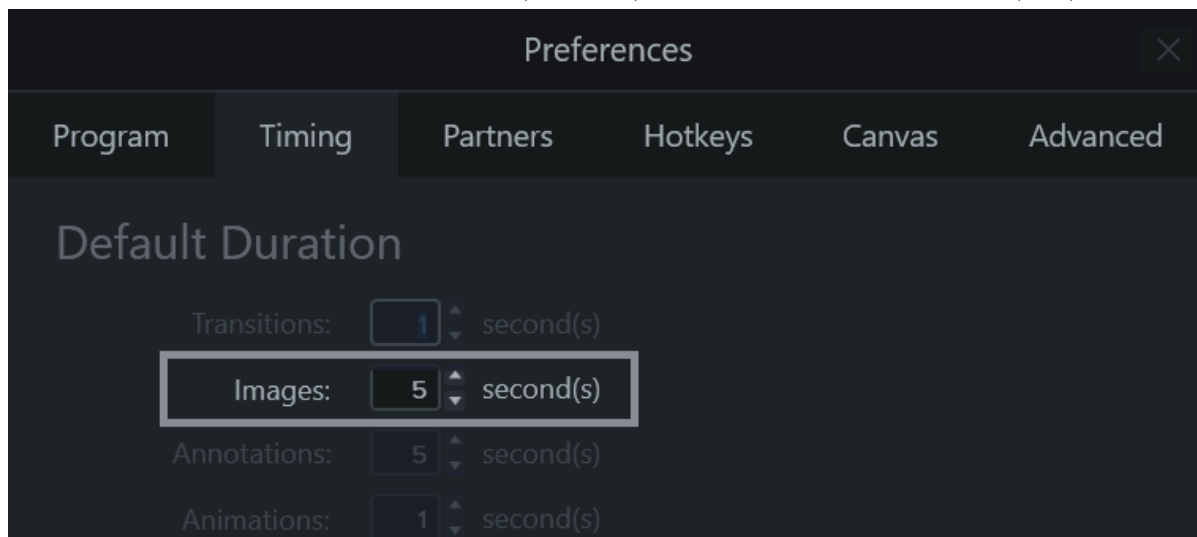 Preferences
Program Timing Partners Hotkeys Canvas Advanced
Default Duration
Transitions: 1 second(s)
Images: 5 second(s)
Annotations: 5 second(s)
Animations: 1 second(s)